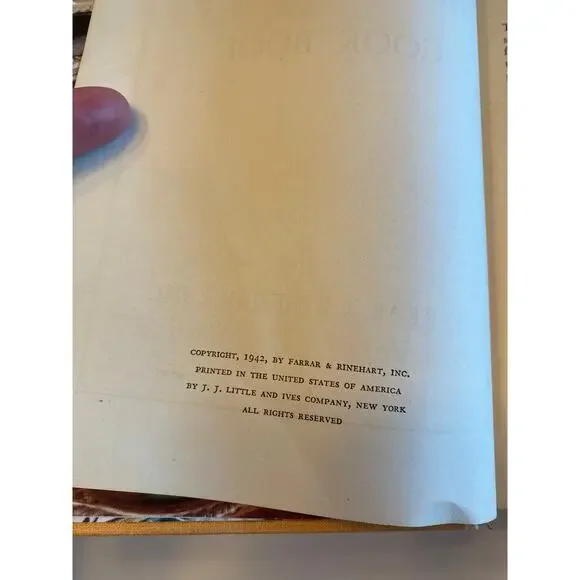 COPYRIGHT, 1942, BY FARRAR & RINEHART, INC.
PRINTED IN THE UNITED STATES OF AMERICA
BY J. J. LITTLE AND IVES COMPANY, NEW YORK
ALL RIGHTS RESERVED